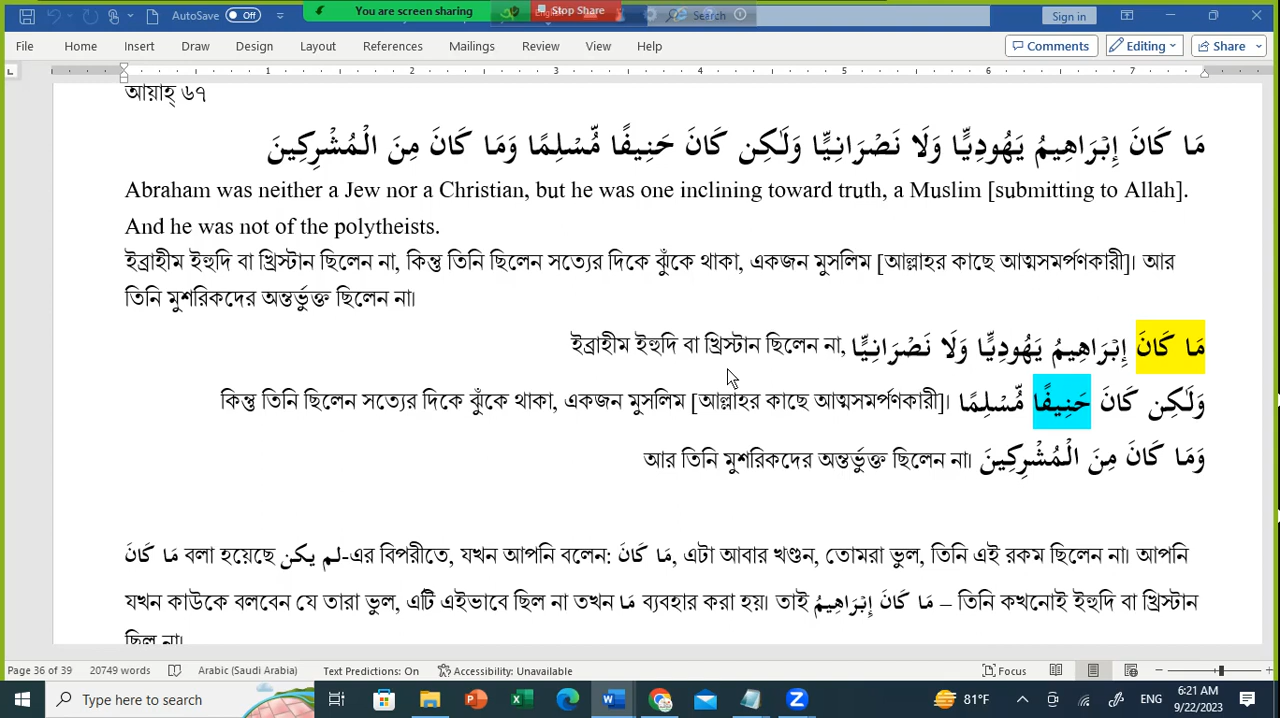 AutoSave Off
You are screen sharing
Stop Share
Search
Sign in
File Home Insert Draw Design Layout References Mailings Review View Help
Comments Editing Share
1 2 3 4 5 6 7
আয়াহ্ ৬৭
مَا كَانَ إِبْرَاهِيمُ يَهُودِيًّا وَلَا نَصْرَانِيًّا وَلَٰكِن كَانَ حَنِيفًا مُّسْلِمًا وَمَا كَانَ مِنَ الْمُشْرِكِينَ
Abraham was neither a Jew nor a Christian, but he was one inclining toward truth, a Muslim [submitting to Allah].
And he was not of the polytheists.
ইব্রাহীম ইহুদি বা খ্রিস্টান ছিলেন না, কিন্তু তিনি ছিলেন সত্যের দিকে ঝুঁকে থাকা, একজন মুসলিম [আল্লাহর কাছে আত্মসমর্পণকারী]। আর
তিনি মুশরিকদের অন্তর্ভুক্ত ছিলেন না।
مَا كَانَ إِبْرَاهِيمُ يَهُودِيًّا وَلَا نَصْرَانِيًّا ইব্রাহীম ইহুদি বা খ্রিস্টান ছিলেন না,
وَلَٰكِن كَانَ حَنِيفًا مُّسْلِمًا কিন্তু তিনি ছিলেন সত্যের দিকে ঝুঁকে থাকা, একজন মুসলিম [আল্লাহর কাছে আত্মসমর্পণকারী]।
وَمَا كَانَ مِنَ الْمُشْرِكِينَ আর তিনি মুশরিকদের অন্তর্ভুক্ত ছিলেন না।
مَا كَانَ বলা হয়েছে لم يكن-এর বিপরীতে, যখন আপনি বলেন: مَا كَانَ, এটা আবার খণ্ডন, তোমরা ভুল, তিনি এই রকম ছিলেন না। আপনি
যখন কাউকে বলবেন যে তারা ভুল, এটি এইভাবে ছিল না তখন مَا ব্যবহার করা হয়। তাই مَا كَانَ إِبْرَاهِيمُ – তিনি কখনোই ইহুদি বা খ্রিস্টান
ছিল না।
Page 36 of 39 20749 words Arabic (Saudi Arabia) Text Predictions: On Accessibility: Unavailable Focus
Type here to search 81°F ENG 6:21 AM
9/22/2023